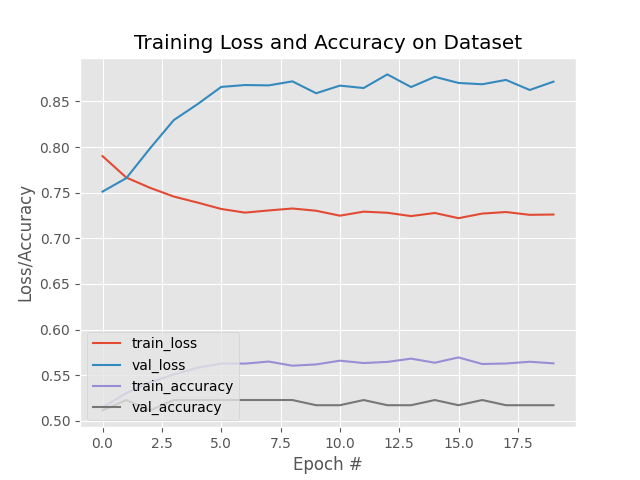 Training Loss and Accuracy on Dataset
Loss/Accuracy
0.85
0.80
0.75
0.70
0.65
0.60
0.55
0.50
train_loss
val_loss
train_accuracy
val_accuracy
0.0 2.5 5.0 7.5 10.0 12.5 15.0 17.5
Epoch #